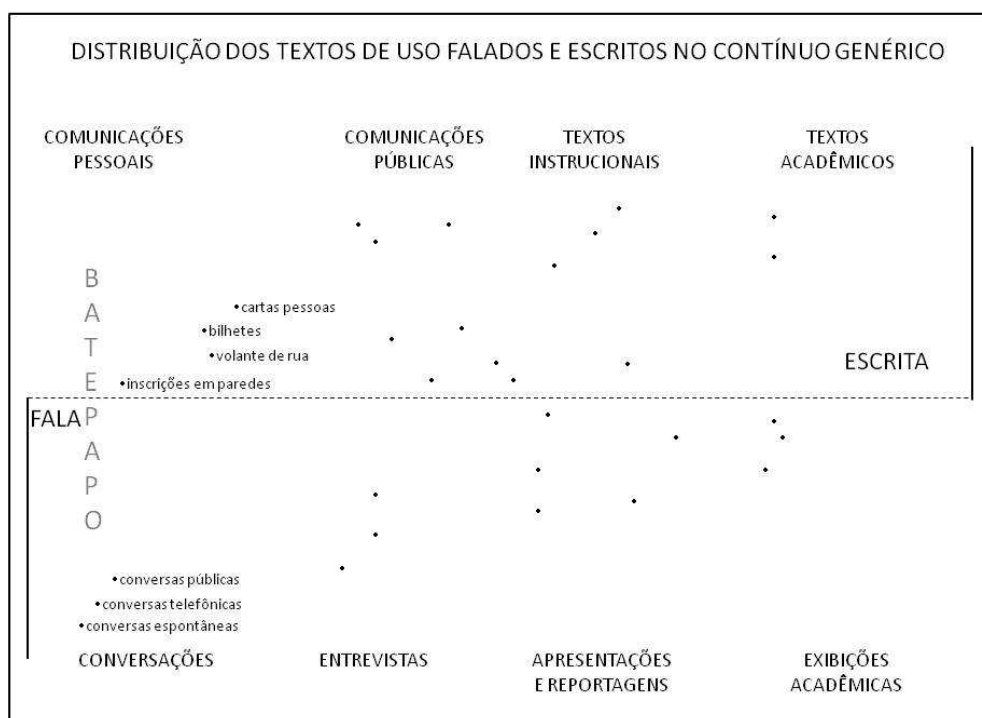 DISTRIBUIÇÃO DOS TEXTOS DE USO FALADOS E ESCRITOS NO CONTÍNUO GENÉRICO
COMUNICAÇÕES
PESSOAIS
COMUNICAÇÕES
PÚBLICAS
TEXTOS
INSTRUCIONAIS
TEXTOS
ACADÊMICOS
B
A
T
E
P
A
P
O
•cartas pessoas
•bilhetes
•volante de rua
•inscrições em paredes
ESCRITA
FALA
•conversas públicas
•conversas telefônicas
•conversas espontâneas
CONVERSAÇÕES
ENTREVISTAS
APRESENTAÇÕES
E REPORTAGENS
EXIBIÇÕES
ACADÊMICAS